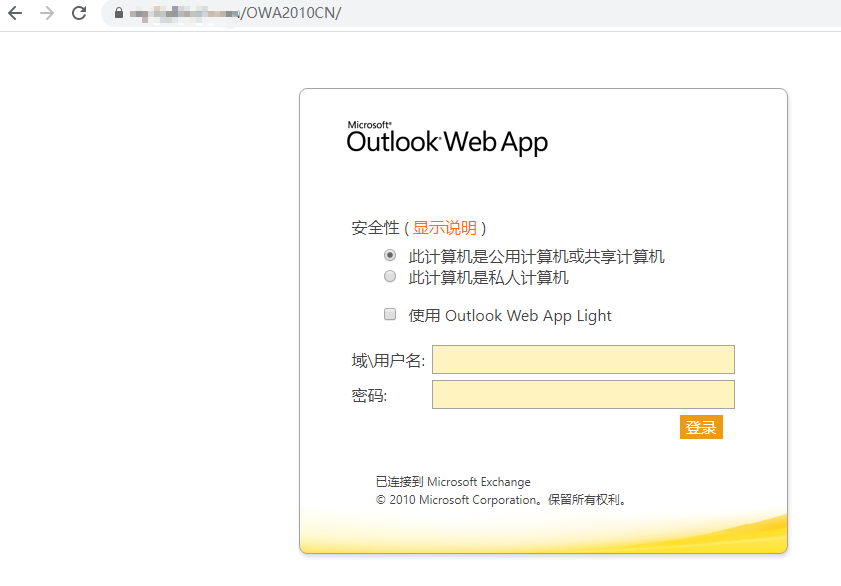 /OWA2010CN/
Microsoft®
Outlook® Web App
安全性 ( 显示说明 )
此计算机是公用计算机或共享计算机
此计算机是私人计算机
使用 Outlook Web App Light
域\用户名:
密码:
登录
已连接到 Microsoft Exchange
© 2010 Microsoft Corporation。保留所有权利。